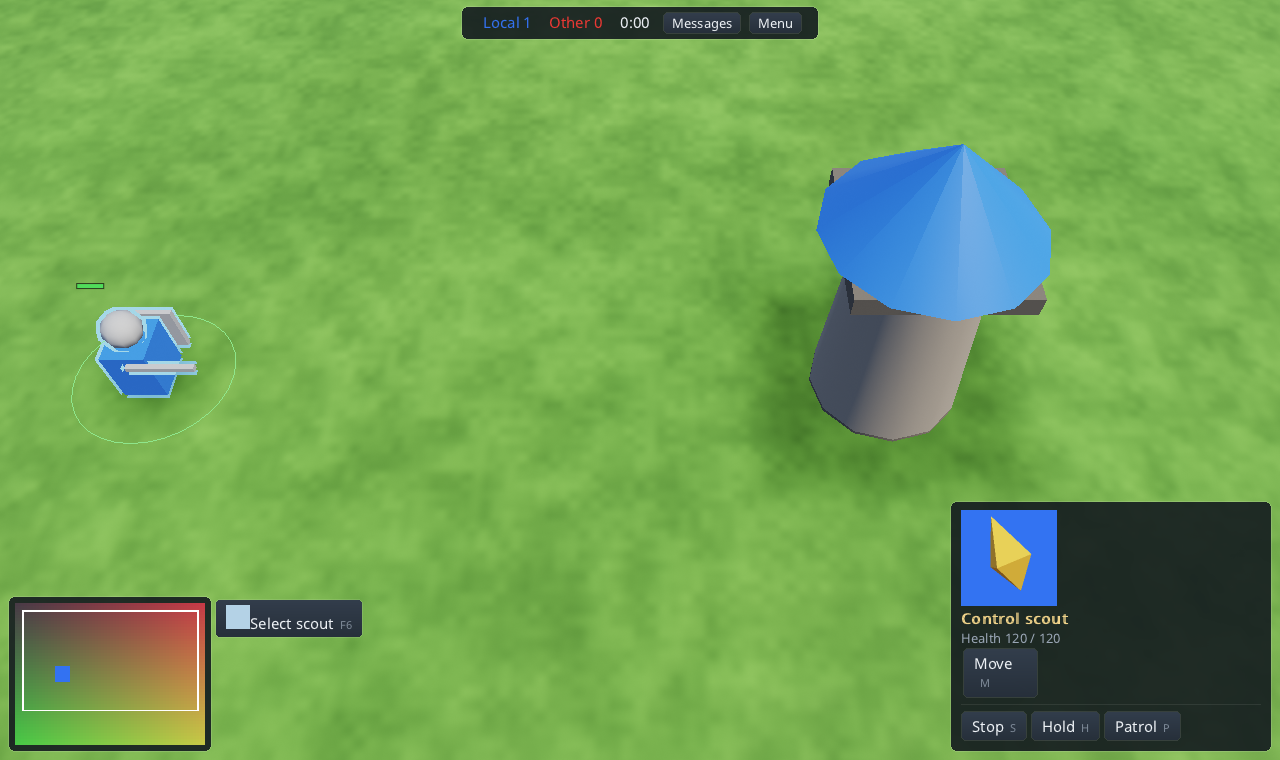 Local 1 Other 0 0:00 Messages Menu
Select scout F6
Control scout
Health 120 / 120
Move
M
Stop S Hold H Patrol P